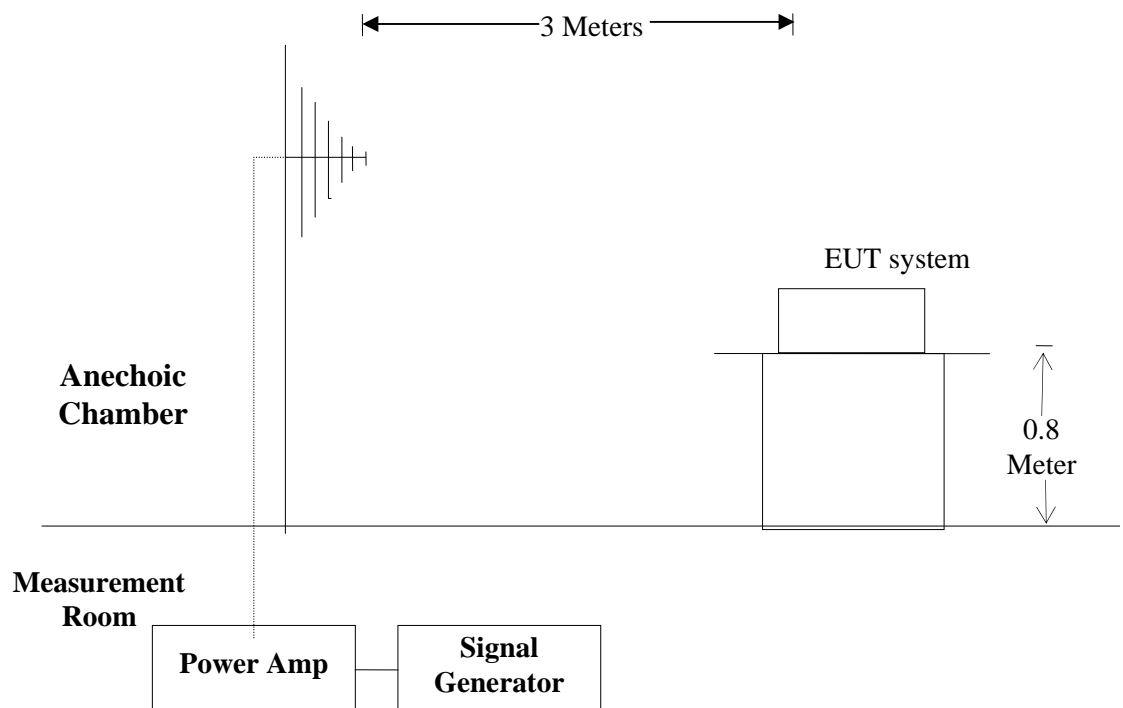 3 Meters
EUT system
Anechoic
Chamber
0.8
Meter
Measurement
Room
Power Amp
Signal
Generator